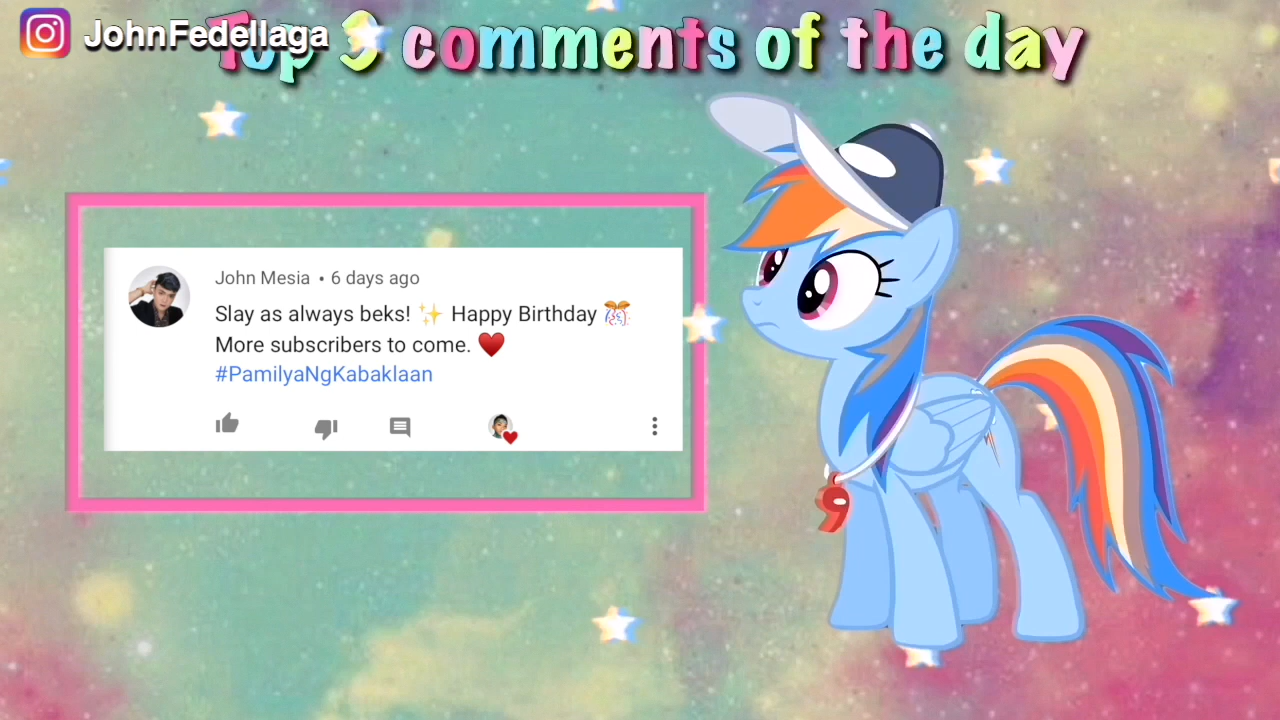 JohnFedellaga
Top 3 comments of the day
John Mesia • 6 days ago
Slay as always beks! ✨ Happy Birthday 🎊
More subscribers to come. ♥️
#PamilyaNgKabaklaan